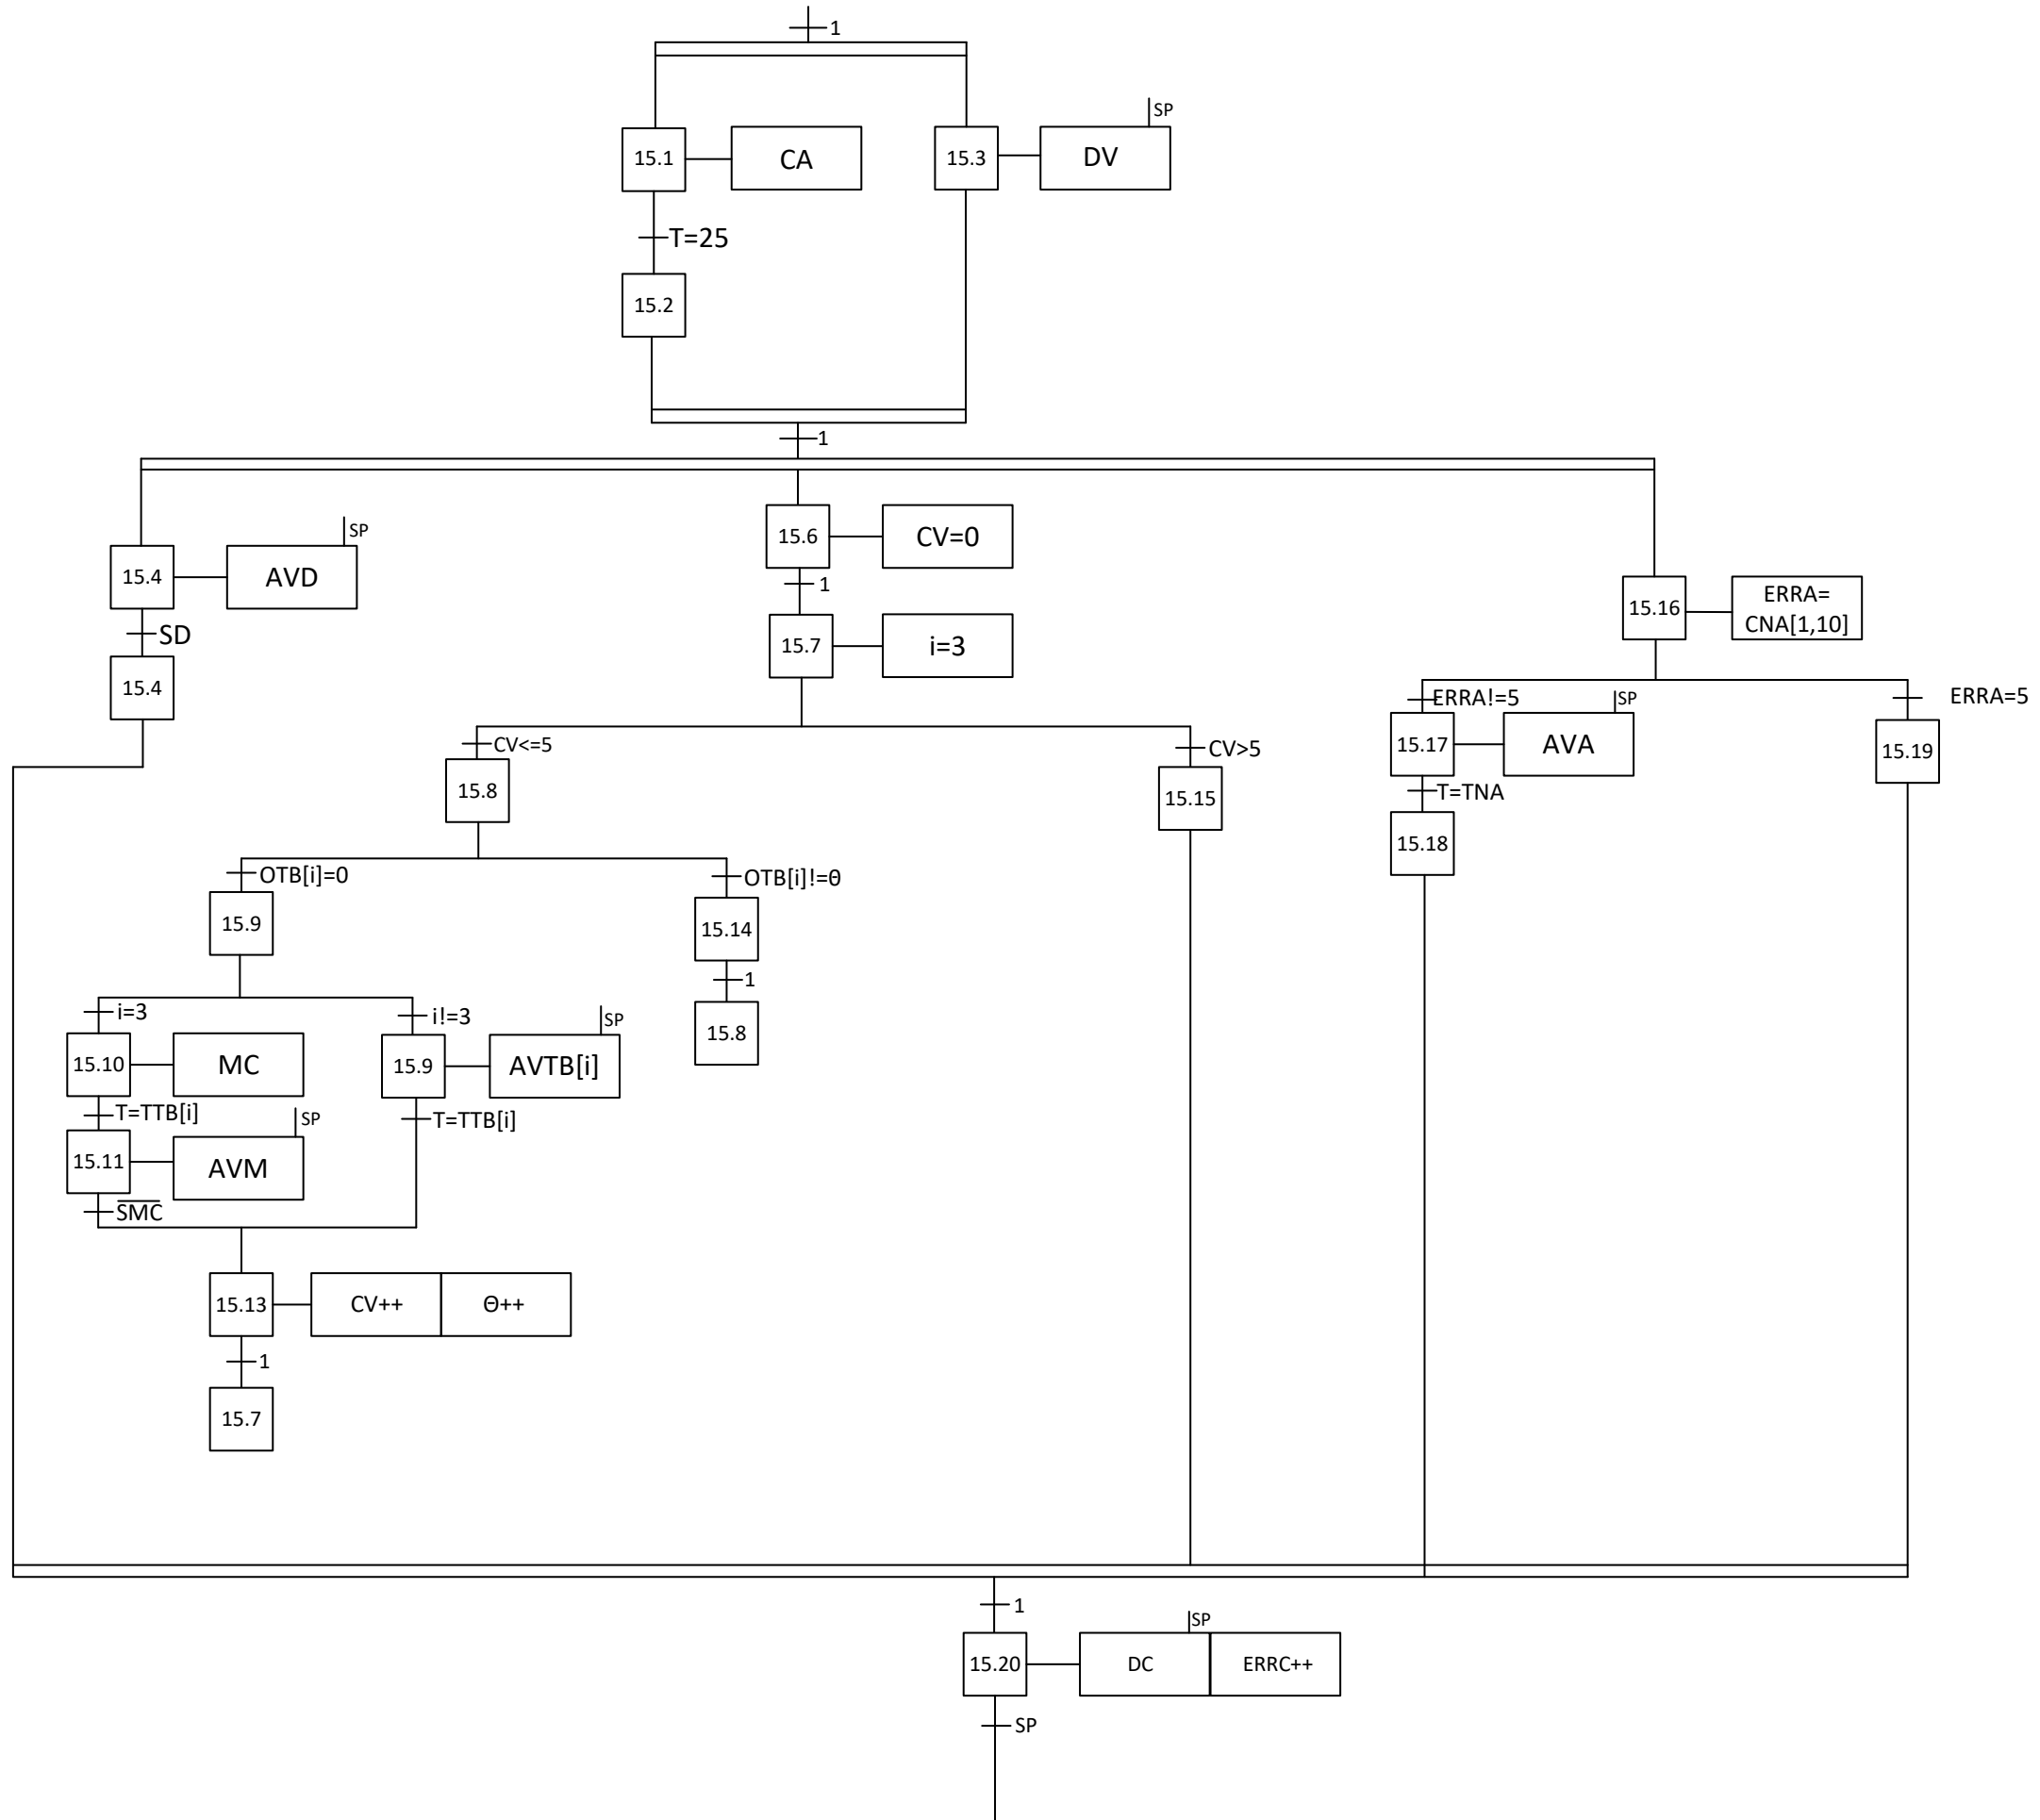 1
SP
15.1
CA
15.3
DV
T=25
15.2
1
SP
15.4
AVD
15.6
CV=0
1
15.16
ERRA=
CNA[1,10]
SD
15.7
i=3
15.4
ERRA!=5
SP
ERRA=5
CV<=5
CV>5
15.17
AVA
15.19
15.8
15.15
T=TNA
15.18
OTB[i]=0
OTB[i]!=θ
15.9
15.14
1
i=3
i!=3
SP
15.8
15.10
MC
15.9
AVTB[i]
T=TTB[i]
SP
T=TTB[i]
15.11
AVM
S̅M̅C̅
15.13
CV++
Θ++
1
15.7
1
SP
15.20
DC
ERRC++
SP